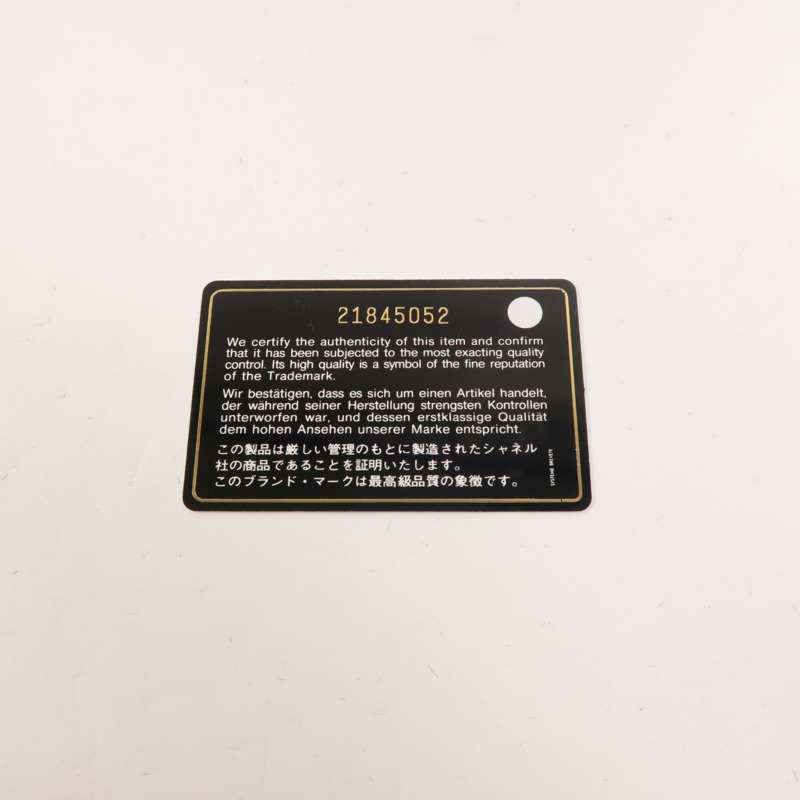 21845052
We certify the authenticity of this item and confirm
that it has been subjected to the most exacting quality
control. Its high quality is a symbol of the fine reputation
of the Trademark.
Wir bestätigen, dass es sich um einen Artikel handelt,
der während seiner Herstellung strengsten Kontrollen
unterworfen war, und dessen erstklassige Qualität
dem hohen Ansehen unserer Marke entspricht.
この製品は厳しい管理のもとに製造されたシャネル
社の商品であることを証明いたします。
このブランド・マークは最高級品質の象徴です。